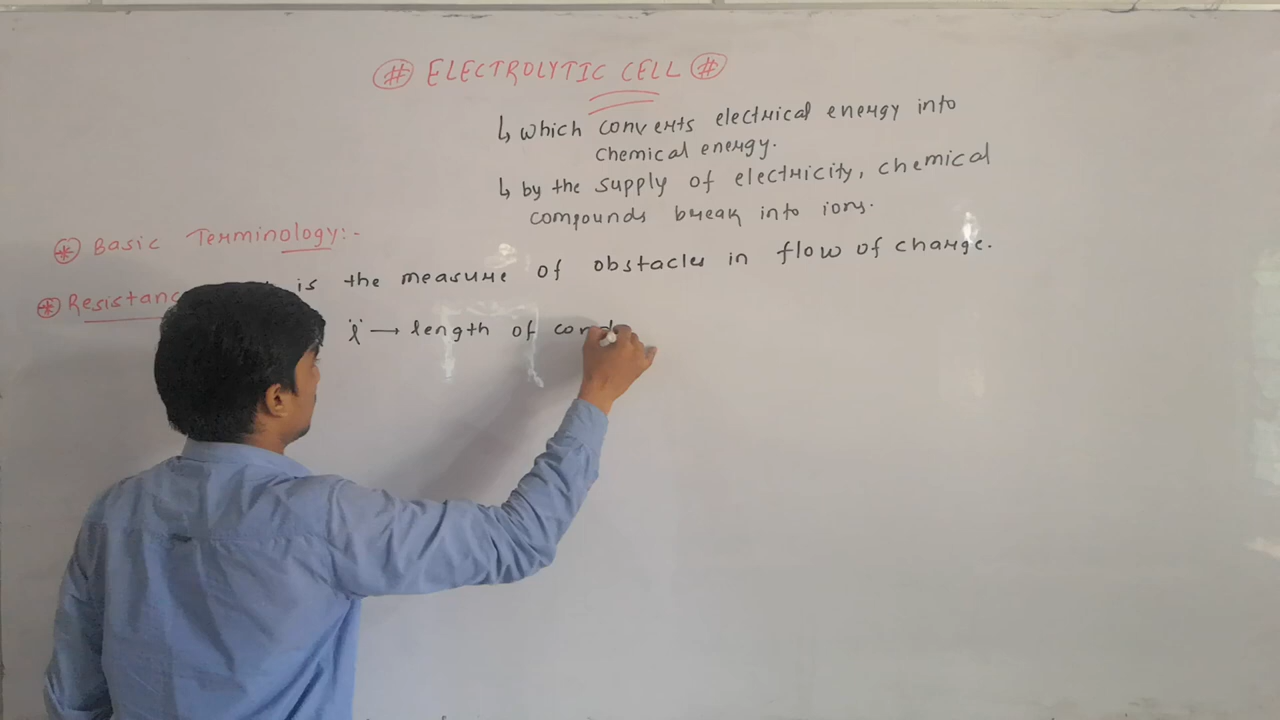 # ELECTROLYTIC CELL #
↳ which converts electrical energy into
chemical energy.
↳ by the supply of electricity, chemical
compounds break into ions.
* Basic Terminology:-
* Resistanc is the measure of obstacles in flow of charge.
"l" → length of cond